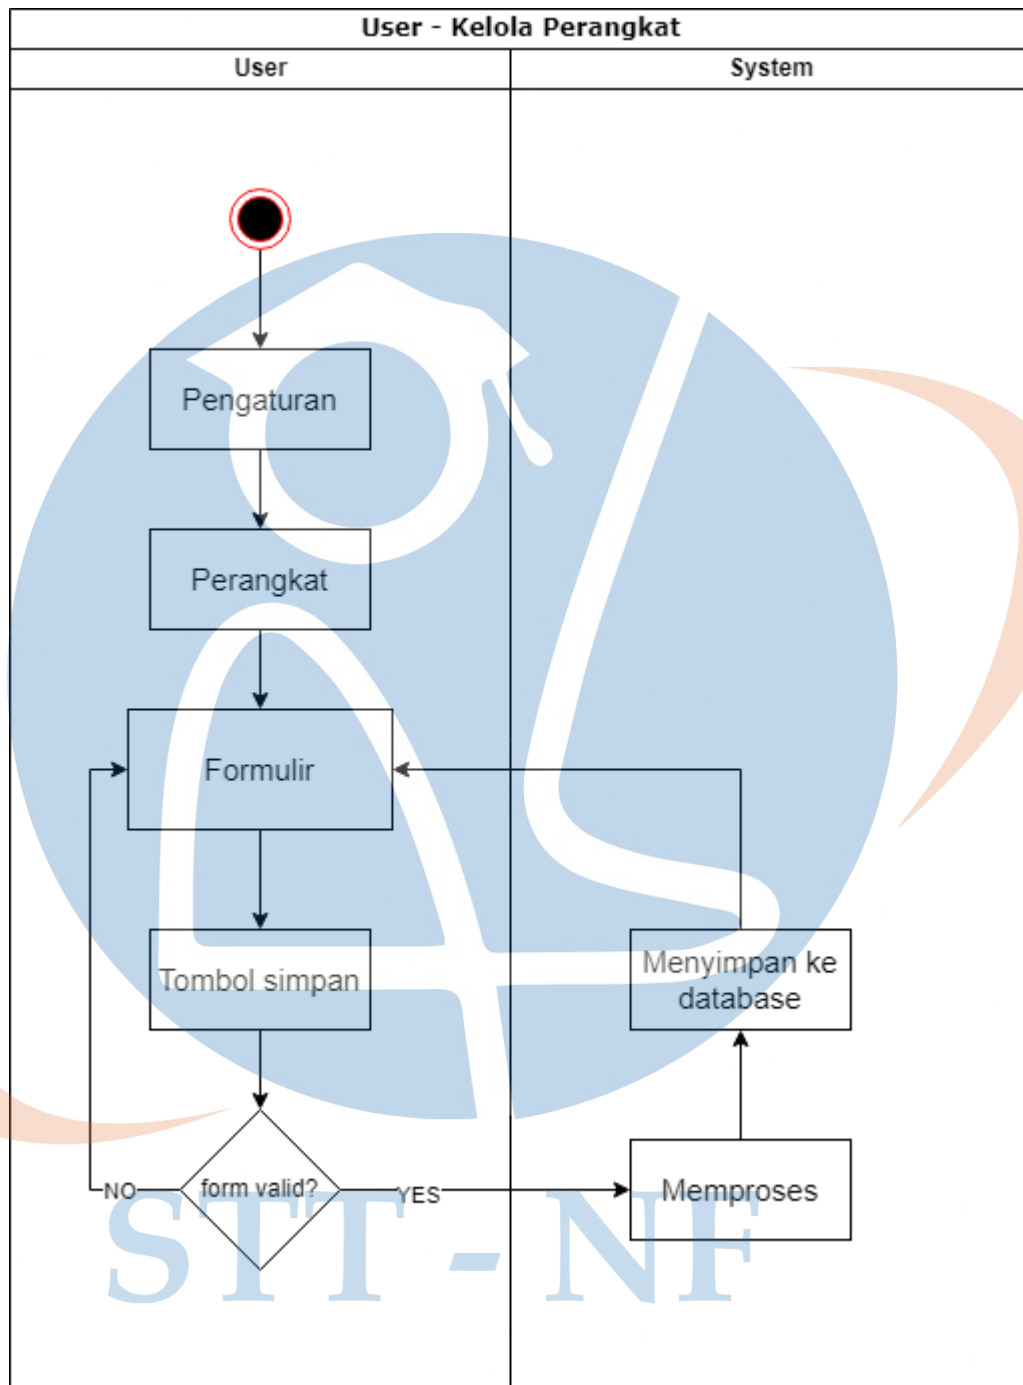 User - Kelola Perangkat
User
System
Pengaturan
Perangkat
Formulir
Tombol simpan
Menyimpan ke
database
form valid?
NO
YES
Memproses
STT - NF